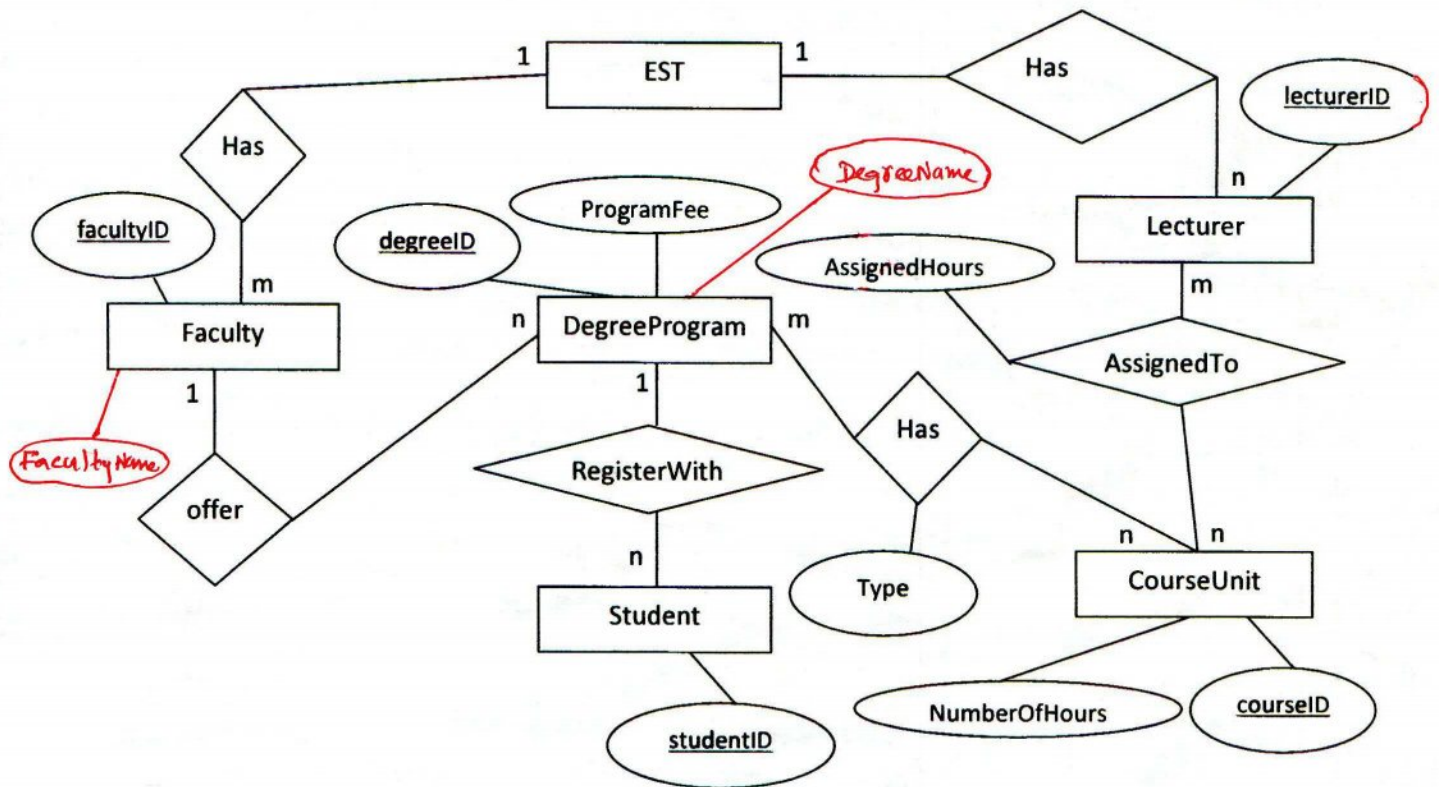 1
EST
1
Has
lecturerID
Has
DegreeName
n
ProgramFee
facultyID
degreeID
Lecturer
AssignedHours
m
m
n
DegreeProgram
m
Faculty
AssignedTo
1
1
Has
FacultyName
RegisterWith
offer
n
n
n
Type
CourseUnit
Student
NumberOfHours
courseID
studentID